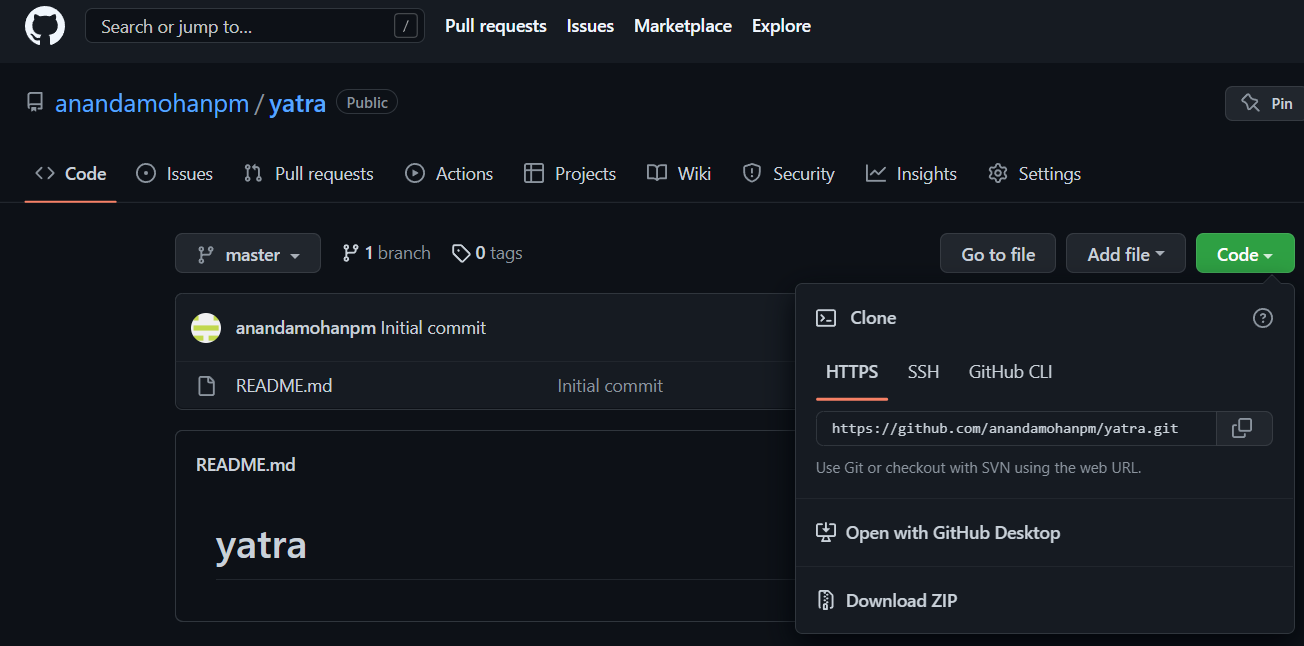 Search or jump to... / Pull requests Issues Marketplace Explore
anandamohanpm / yatra Public Pin
Code Issues Pull requests Actions Projects Wiki Security Insights Settings
master 1 branch 0 tags Go to file Add file Code
anandamohanpm Initial commit
README.md Initial commit
README.md
yatra
Clone
HTTPS SSH GitHub CLI
https://github.com/anandamohanpm/yatra.git
Use Git or checkout with SVN using the web URL.
Open with GitHub Desktop
Download ZIP